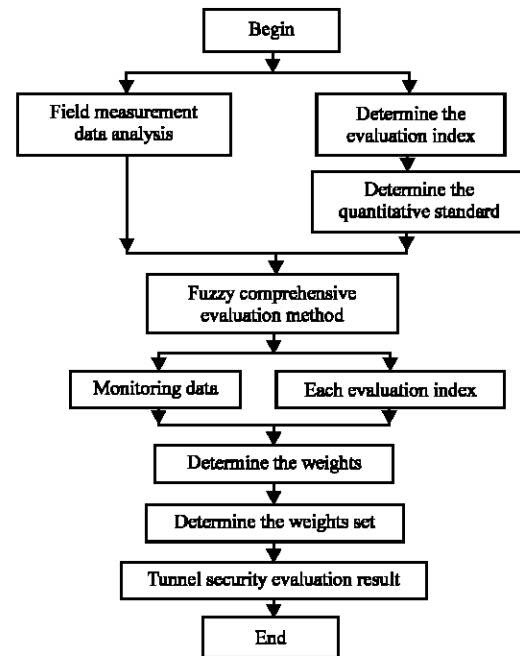 Begin
Field measurement
data analysis
Determine the
evaluation index
Determine the
quantitative standard
Fuzzy comprehensive
evaluation method
Monitoring data
Each evaluation index
Determine the weights
Determine the weights set
Tunnel security evaluation result
End